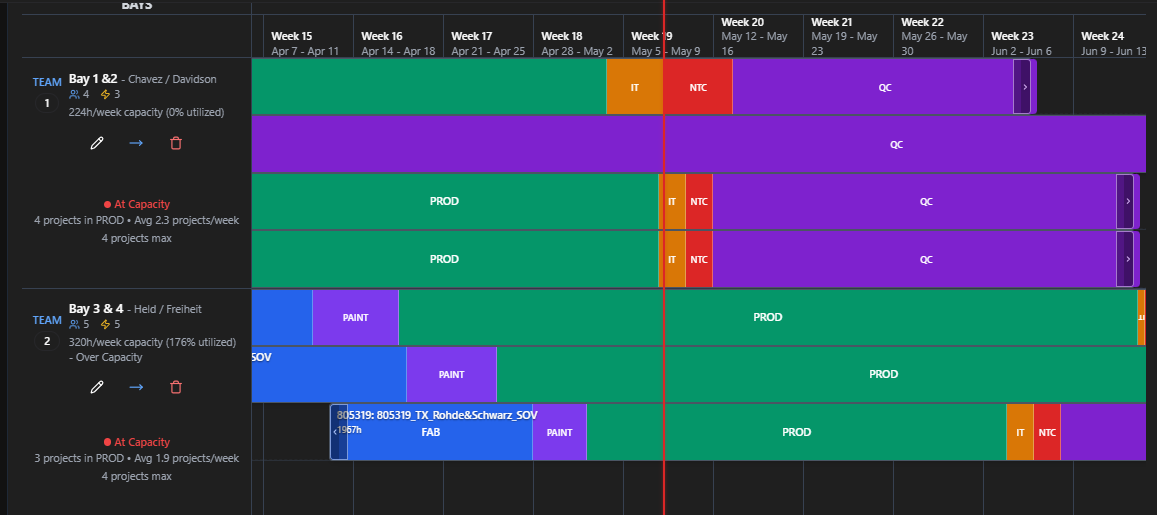 BAYS
Week 15
Apr 7 - Apr 11
Week 16
Apr 14 - Apr 18
Week 17
Apr 21 - Apr 25
Week 18
Apr 28 - May 2
Week 19
May 5 - May 9
Week 20
May 12 - May
16
Week 21
May 19 - May
23
Week 22
May 26 - May
30
Week 23
Jun 2 - Jun 6
Week 24
Jun 9 - Jun 13
TEAM
1
Bay 1 &2 - Chavez / Davidson
4 3
224h/week capacity (0% utilized)
At Capacity
4 projects in PROD • Avg 2.3 projects/week
4 projects max
IT NTC QC
QC
PROD IT NTC QC
PROD IT NTC QC
TEAM
2
Bay 3 & 4 - Held / Freiheit
5 5
320h/week capacity (176% utilized)
- Over Capacity
At Capacity
3 projects in PROD • Avg 1.9 projects/week
4 projects max
PAINT PROD IT
SOV
PAINT PROD
805319: 805319_TX_Rohde&Schwarz_SOV
1967h
FAB PAINT PROD IT NTC